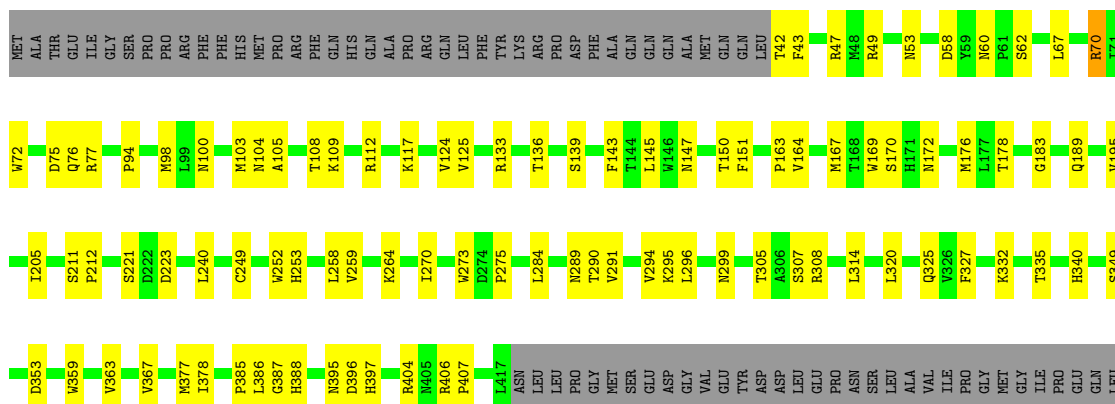 MET ALA THR GLU ILE GLY SER PRO PRO ARG PHE PHE HIS MET PRO ARG PHE GLN HIS GLN ALA PRO ARG GLN LEU PHE TYR LYS ARG PRO ASP PHE ALA GLN GLN GLN ALA MET GLN GLN LEU T42 F43 R47 M48 R49 N53 D58 Y59 N60 P61 S62 L67 R70
W72 D75 Q76 R77 P94 M98 L99 N100 M103 N104 A105 T108 K109 R112 K117 V124 V125 R133 T136 S139 F143 T144 L145 W146 N147 T150 F151 P163 V164 M167 T168 W169 S170 H171 N172 M176 L177 T178 G183 Q189
I205 S211 P212 S221 D222 D223 L240 C249 W252 H253 L258 V259 K264 I270 W273 D274 P275 L284 N289 T290 V291 V294 K295 L296 N299 T305 A306 S307 R308 L314 L320 Q325 V326 F327 K332 T335 H340 S349
D353 W359 V363 V367 M377 I378 P385 L386 G387 H388 N395 D396 H397 R404 N405 R406 P407 L417 ASN LEU LEU PRO GLY MET SER GLU ASP GLY VAL GLU TYR ASP ASP LEU GLU PRO ASN SER LEU ALA VAL ILE PRO GLY MET GLY ILE PRO GLU GLN LEU